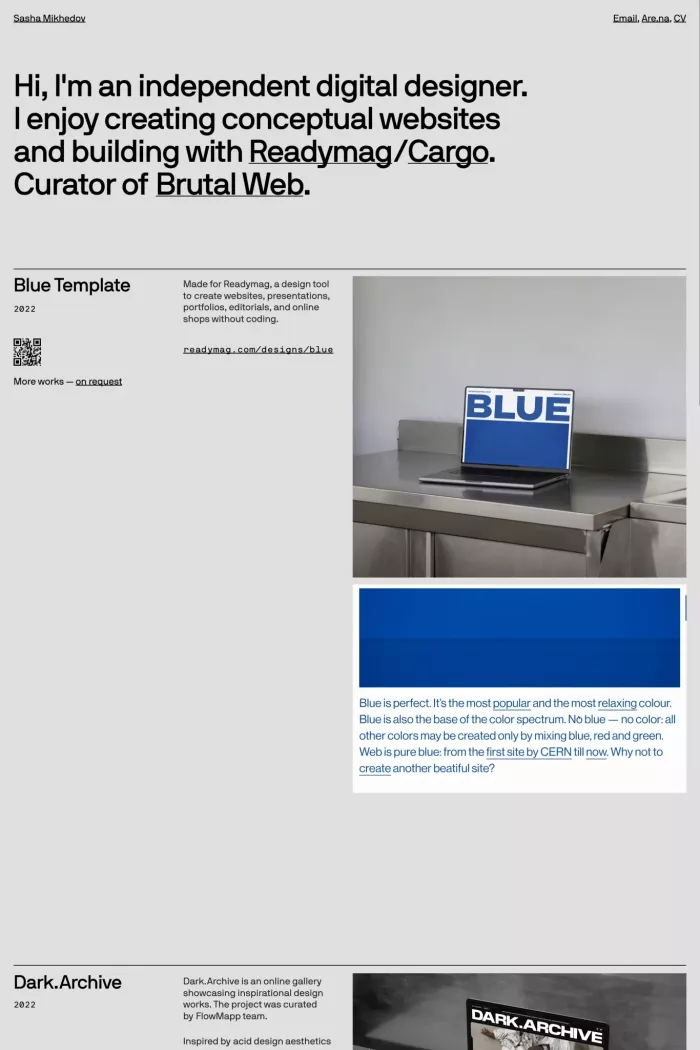 Sasha Mikhedov
Email, Are.na, CV
Hi, I'm an independent digital designer.
I enjoy creating conceptual websites
and building with Readymag/Cargo.
Curator of Brutal Web.
Blue Template
2022
More works — on request
Made for Readymag, a design tool
to create websites, presentations,
portfolios, editorials, and online
shops without coding.
readymag.com/designs/blue
BLUE
Blue is perfect. It's the most popular and the most relaxing colour.
Blue is also the base of the color spectrum. No blue — no color: all
other colors may be created only by mixing blue, red and green.
Web is pure blue: from the first site by CERN till now. Why not to
create another beatiful site?
Dark.Archive
2022
Dark.Archive is an online gallery
showcasing inspirational design
works. The project was curated
by FlowMapp team.
Inspired by acid design aesthetics
DARK.ARCHIVE